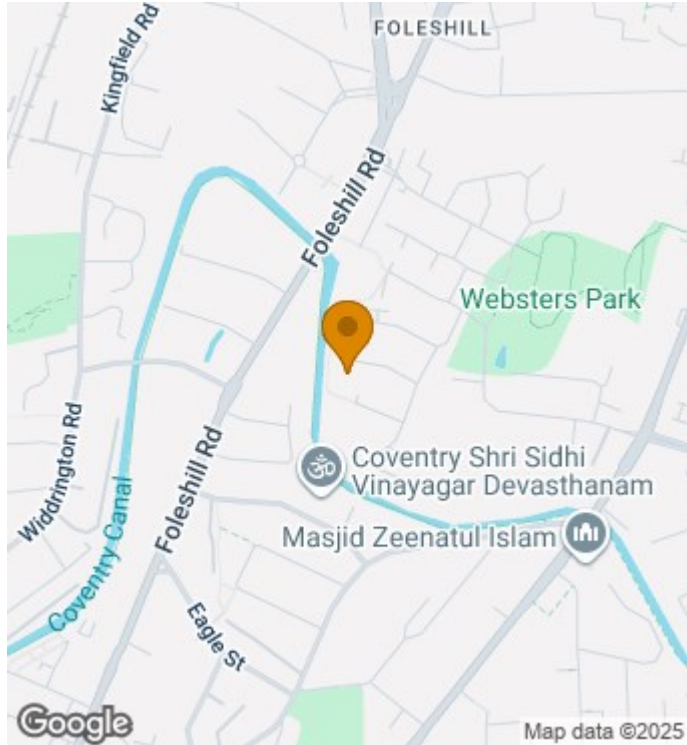 FOLESHILL
Kingfield Rd
Foleshill Rd
Websters Park
Widdrington Rd
Foleshill Rd
Coventry Shri Sidhi
Vinayagar Devasthanam
Masjid Zeenatul Islam
Coventry Canal
Eagle St
Google
Map data ©2025